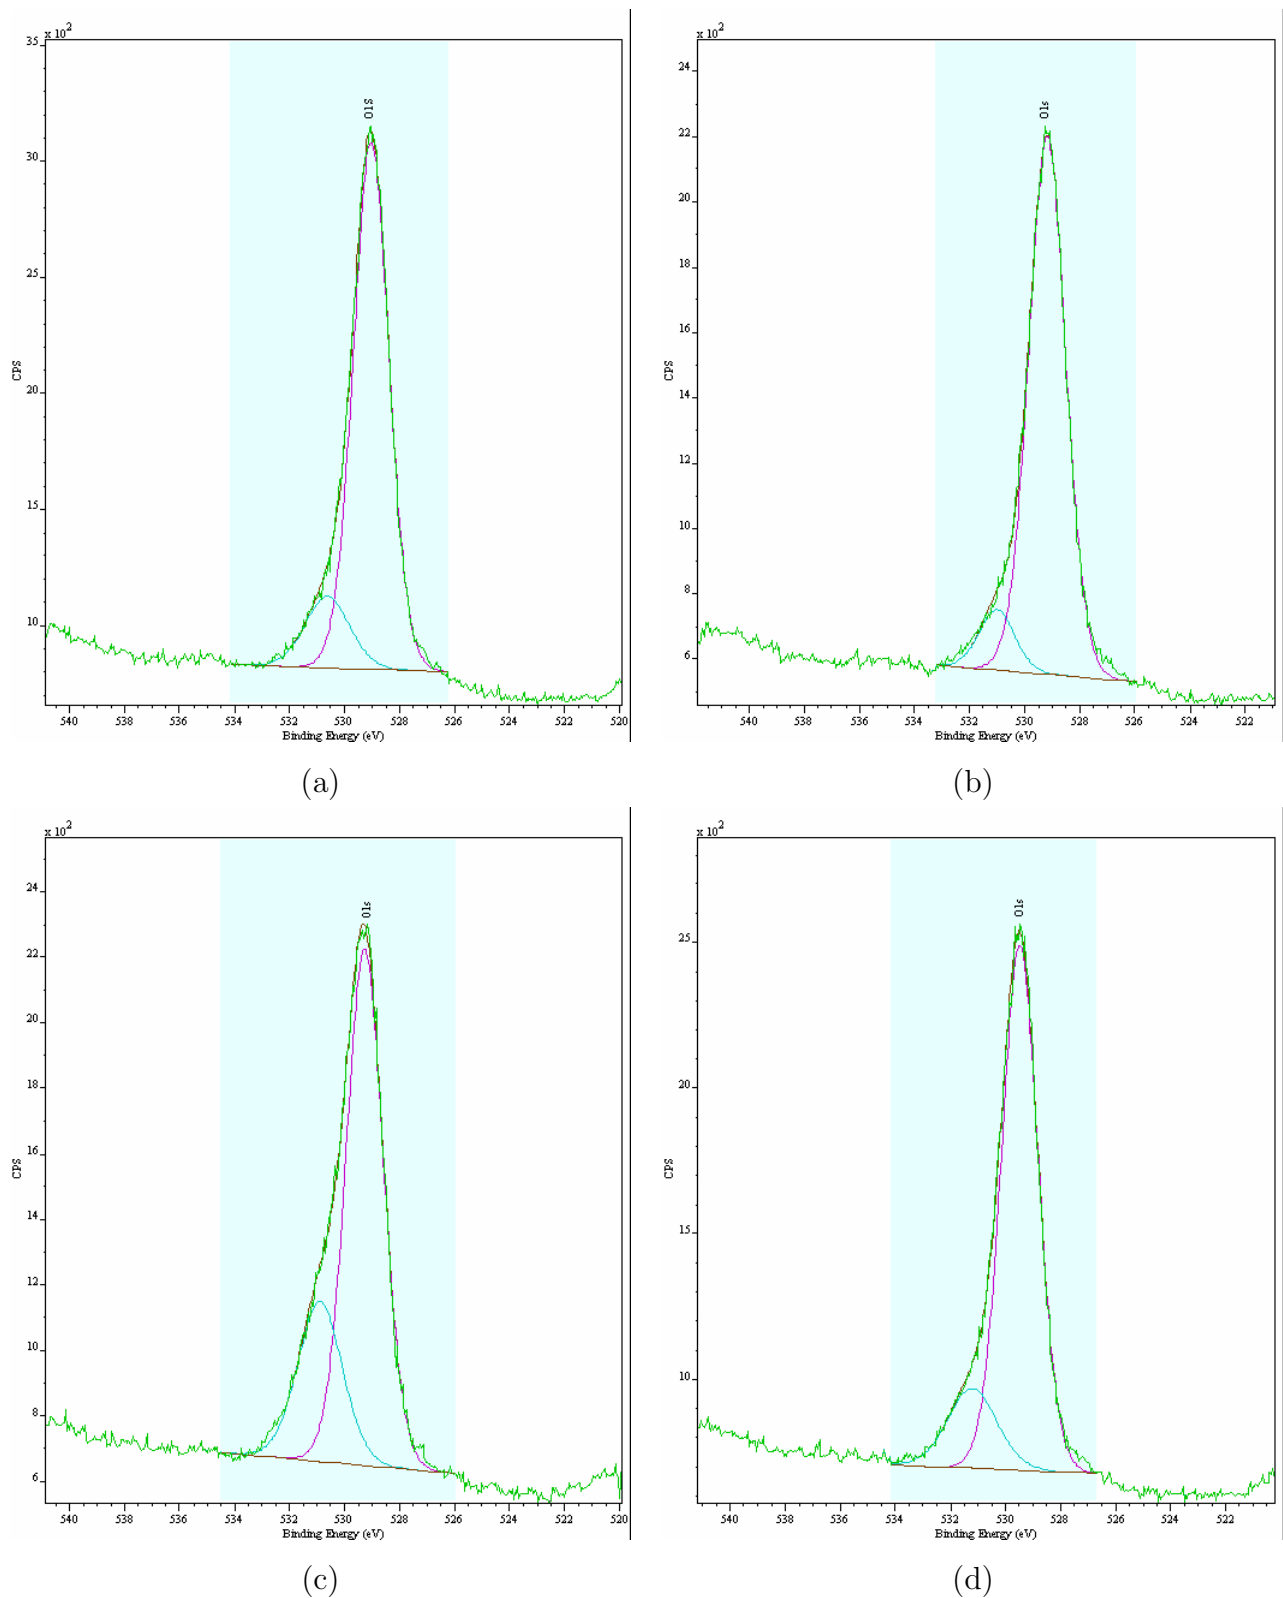 x 10²
35
30
25
20
15
10
CPS
O1S
540 538 536 534 532 530 528 526 524 522 520
Binding Energy (eV)
(a)
x 10²
24
22
20
18
16
14
12
10
8
6
CPS
O1s
540 538 536 534 532 530 528 526 524 522
Binding Energy (eV)
(b)
x 10²
24
22
20
18
16
14
12
10
8
6
CPS
O1s
540 538 536 534 532 530 528 526 524 522 520
Binding Energy (eV)
(c)
x 10²
25
20
15
10
CPS
O1s
540 538 536 534 532 530 528 526 524 522
Binding Energy (eV)
(d)